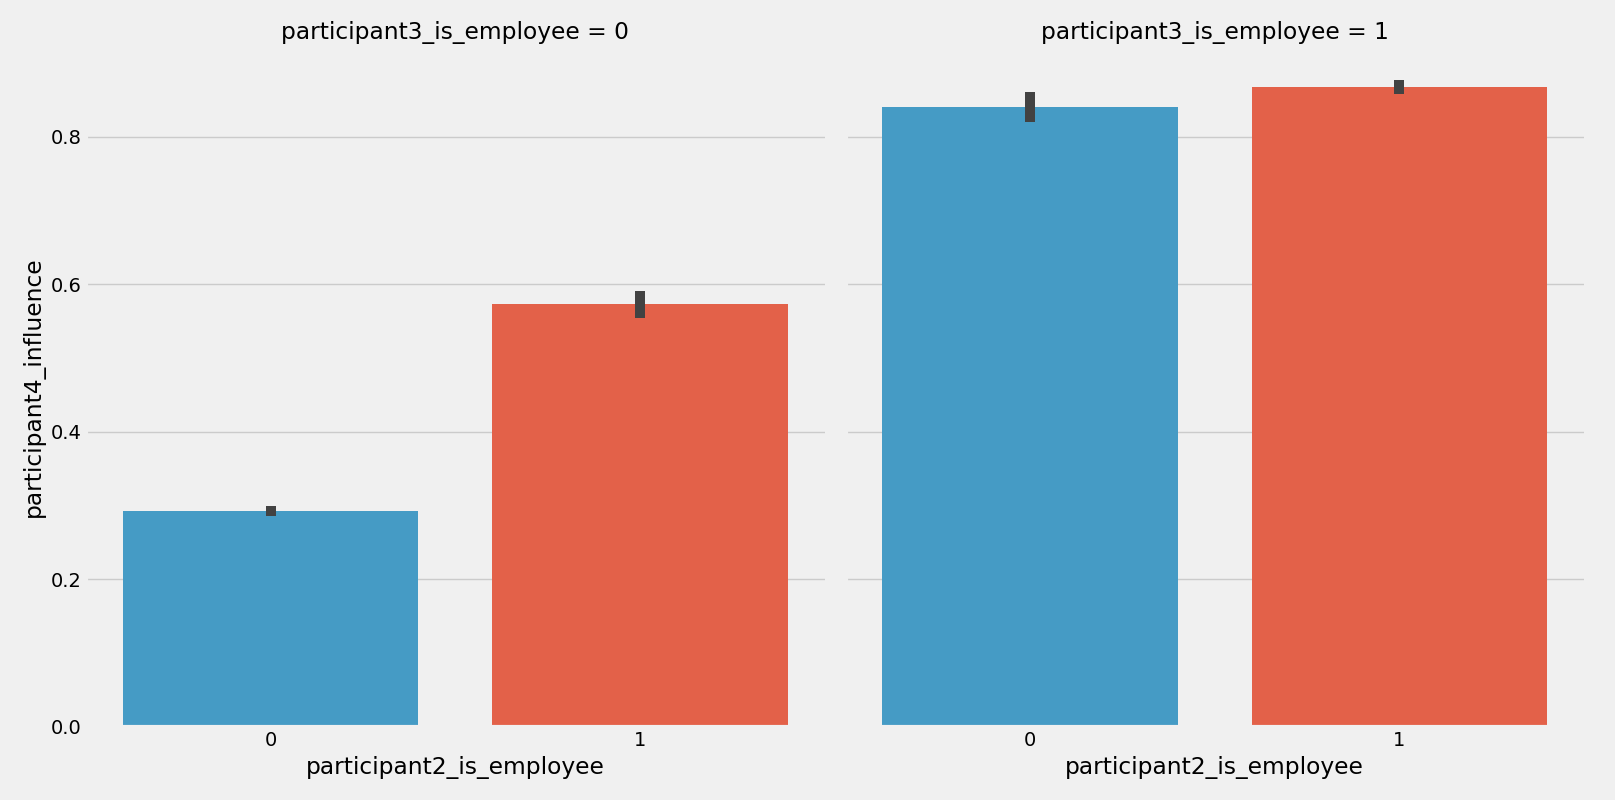 participant3_is_employee = 0
participant3_is_employee = 1
participant4_influence
0.8
0.6
0.4
0.2
0.0
0
1
0
1
participant2_is_employee
participant2_is_employee